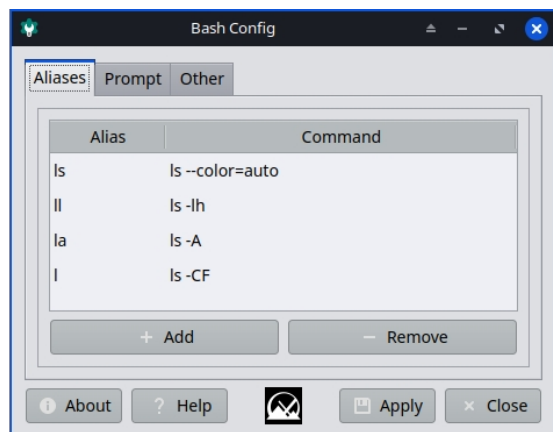 Bash Config
Aliases Prompt Other
Alias Command
ls ls --color=auto
ll ls -lh
la ls -A
l ls -CF
Add Remove
About Help Apply Close